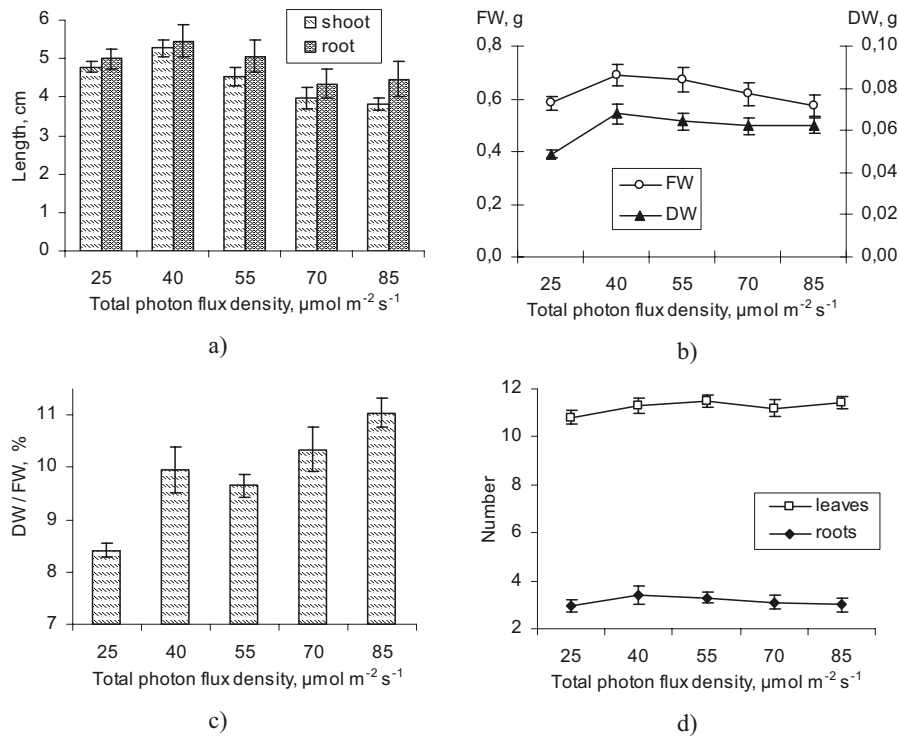 shoot
root
Length, cm
6
5
4
3
2
1
0
25 40 55 70 85
Total photon flux density, µmol m⁻² s⁻¹
a)
FW, g
DW, g
0,8
0,6
0,4
0,2
0,0
0,10
0,08
0,06
0,04
0,02
0,00
FW
DW
25 40 55 70 85
Total photon flux density, µmol m⁻² s⁻¹
b)
DW / FW, %
11
10
9
8
7
25 40 55 70 85
Total photon flux density, µmol m⁻² s⁻¹
c)
Number
12
10
8
6
4
2
leaves
roots
25 40 55 70 85
Total photon flux density, µmol m⁻² s⁻¹
d)